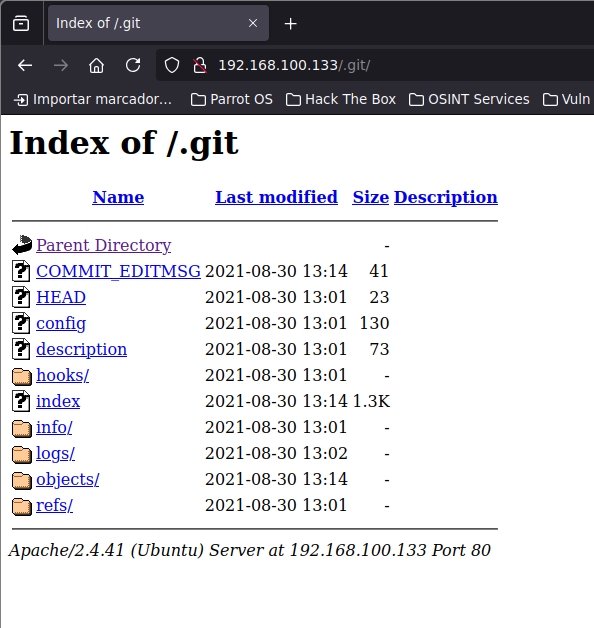 Index of /.git
192.168.100.133/.git/
Importar marcador… Parrot OS Hack The Box OSINT Services Vuln
Index of /.git
Name Last modified Size Description
Parent Directory -
COMMIT_EDITMSG 2021-08-30 13:14 41
HEAD 2021-08-30 13:01 23
config 2021-08-30 13:01 130
description 2021-08-30 13:01 73
hooks/ 2021-08-30 13:01 -
index 2021-08-30 13:14 1.3K
info/ 2021-08-30 13:01 -
logs/ 2021-08-30 13:02 -
objects/ 2021-08-30 13:14 -
refs/ 2021-08-30 13:01 -
Apache/2.4.41 (Ubuntu) Server at 192.168.100.133 Port 80